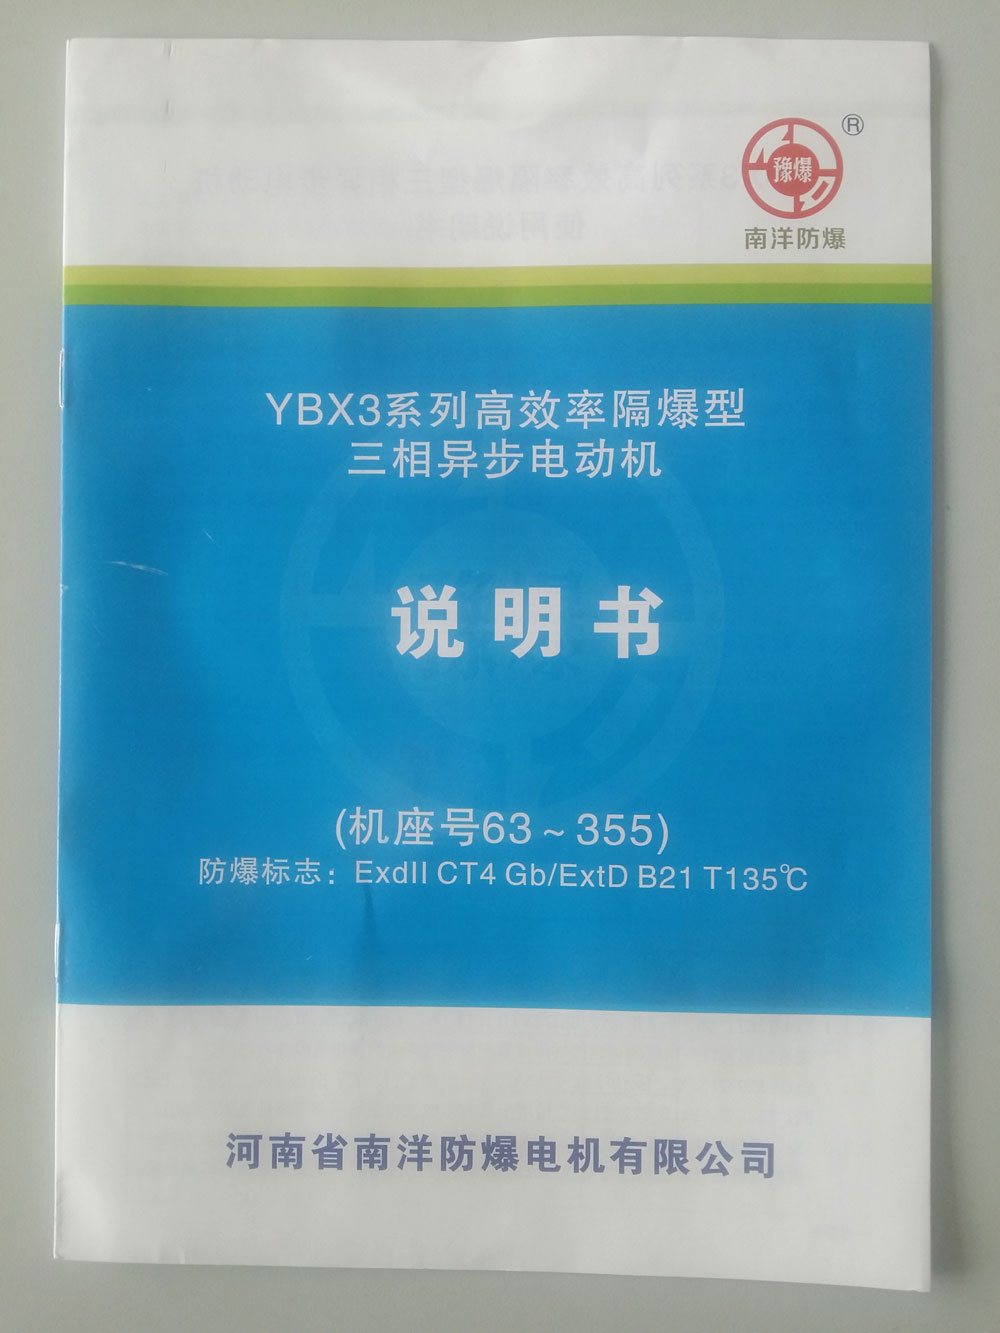 豫爆
®
南洋防爆
YBX3系列高效率隔爆型
三相异步电动机
说明书
(机座号63~355)
防爆标志：ExdII CT4 Gb/ExtD B21 T135℃
河南省南洋防爆电机有限公司